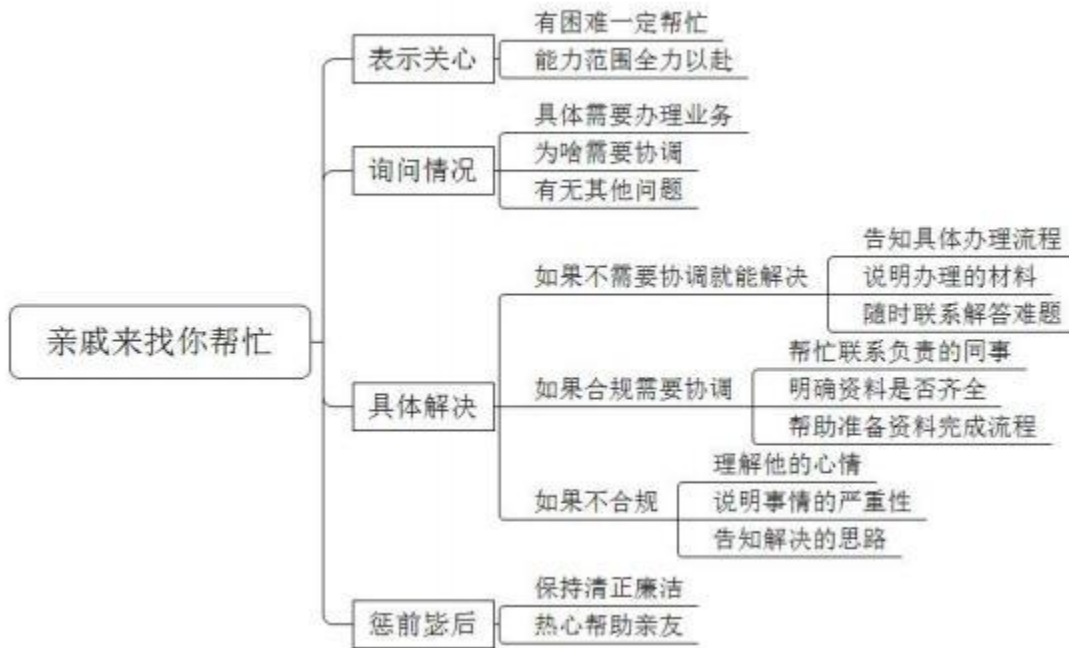 亲戚来找你帮忙
表示关心
有困难一定帮忙
能力范围全力以赴
询问情况
具体需要办理业务
为啥需要协调
有无其他问题
具体解决
如果不需要协调就能解决
告知具体办理流程
说明办理的材料
随时联系解答难题
如果合规需要协调
帮忙联系负责的同事
明确资料是否齐全
帮助准备资料完成流程
如果不合规
理解他的心情
说明事情的严重性
告知解决的思路
惩前毖后
保持清正廉洁
热心帮助亲友